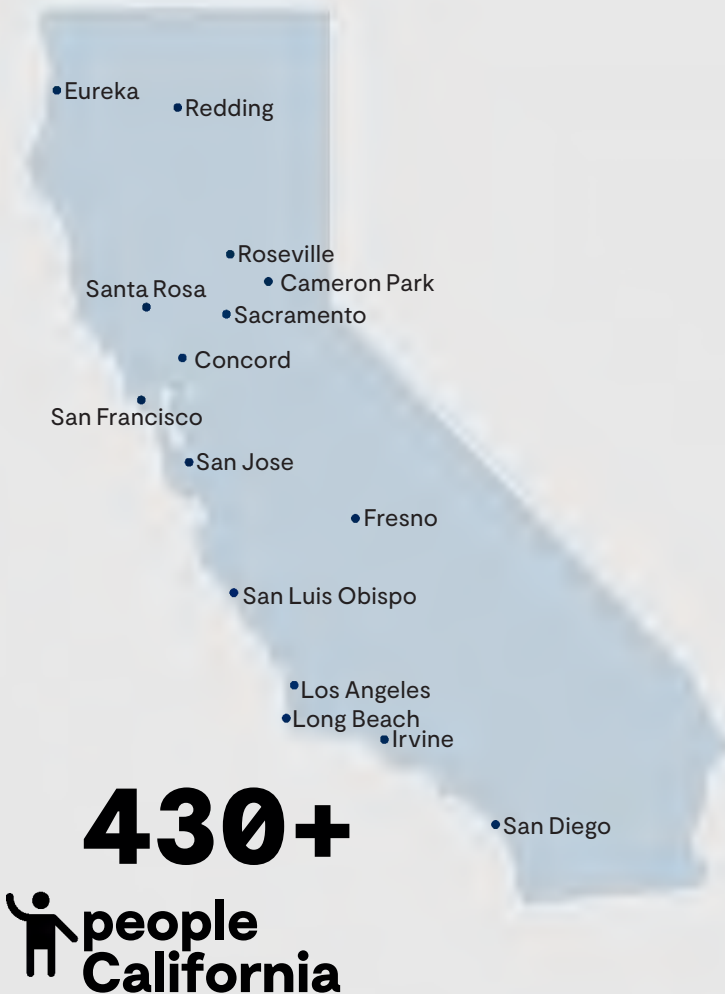 Eureka
Redding
Roseville
Cameron Park
Santa Rosa
Sacramento
Concord
San Francisco
San Jose
Fresno
San Luis Obispo
Los Angeles
Long Beach
Irvine
San Diego
430+
people
California